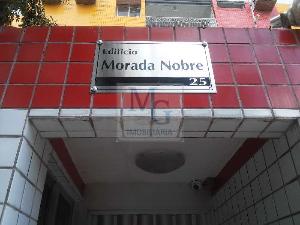 Edifício
Morada Nobre
25
MG
IMOBILIÁRIA